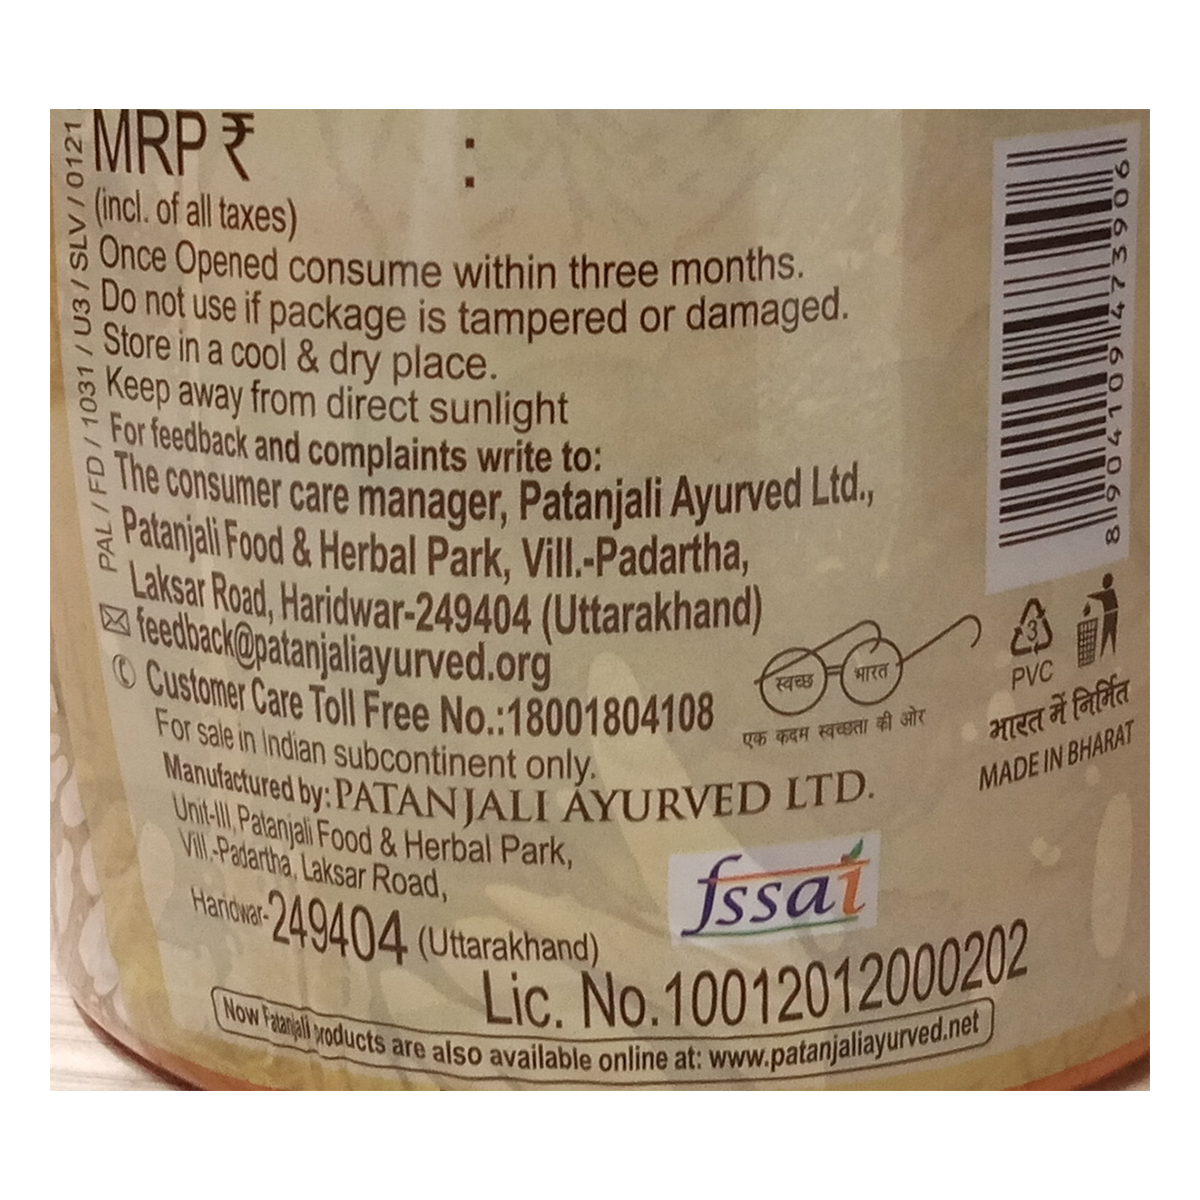 MRP ₹ :
(incl. of all taxes)
Once Opened consume within three months.
Do not use if package is tampered or damaged.
Store in a cool & dry place.
Keep away from direct sunlight
For feedback and complaints write to:
The consumer care manager, Patanjali Ayurved Ltd.,
Patanjali Food & Herbal Park, Vill.-Padartha,
Laksar Road, Haridwar-249404 (Uttarakhand)
feedback@patanjaliayurved.org
Customer Care Toll Free No.:18001804108
For sale in Indian subcontinent only.
Manufactured by: PATANJALI AYURVED LTD.
Unit-III, Patanjali Food & Herbal Park,
Vill.-Padartha, Laksar Road,
Haridwar-249404 (Uttarakhand)
fssai
Lic. No.10012012000202
Now Patanjali products are also available online at: www.patanjaliayurved.net
PAL / FD / 1031 / U3 / SLV / 0121
8 904109 473906
स्वच्छ भारत
एक कदम स्वच्छता की ओर
3
PVC
भारत में निर्मित
MADE IN BHARAT